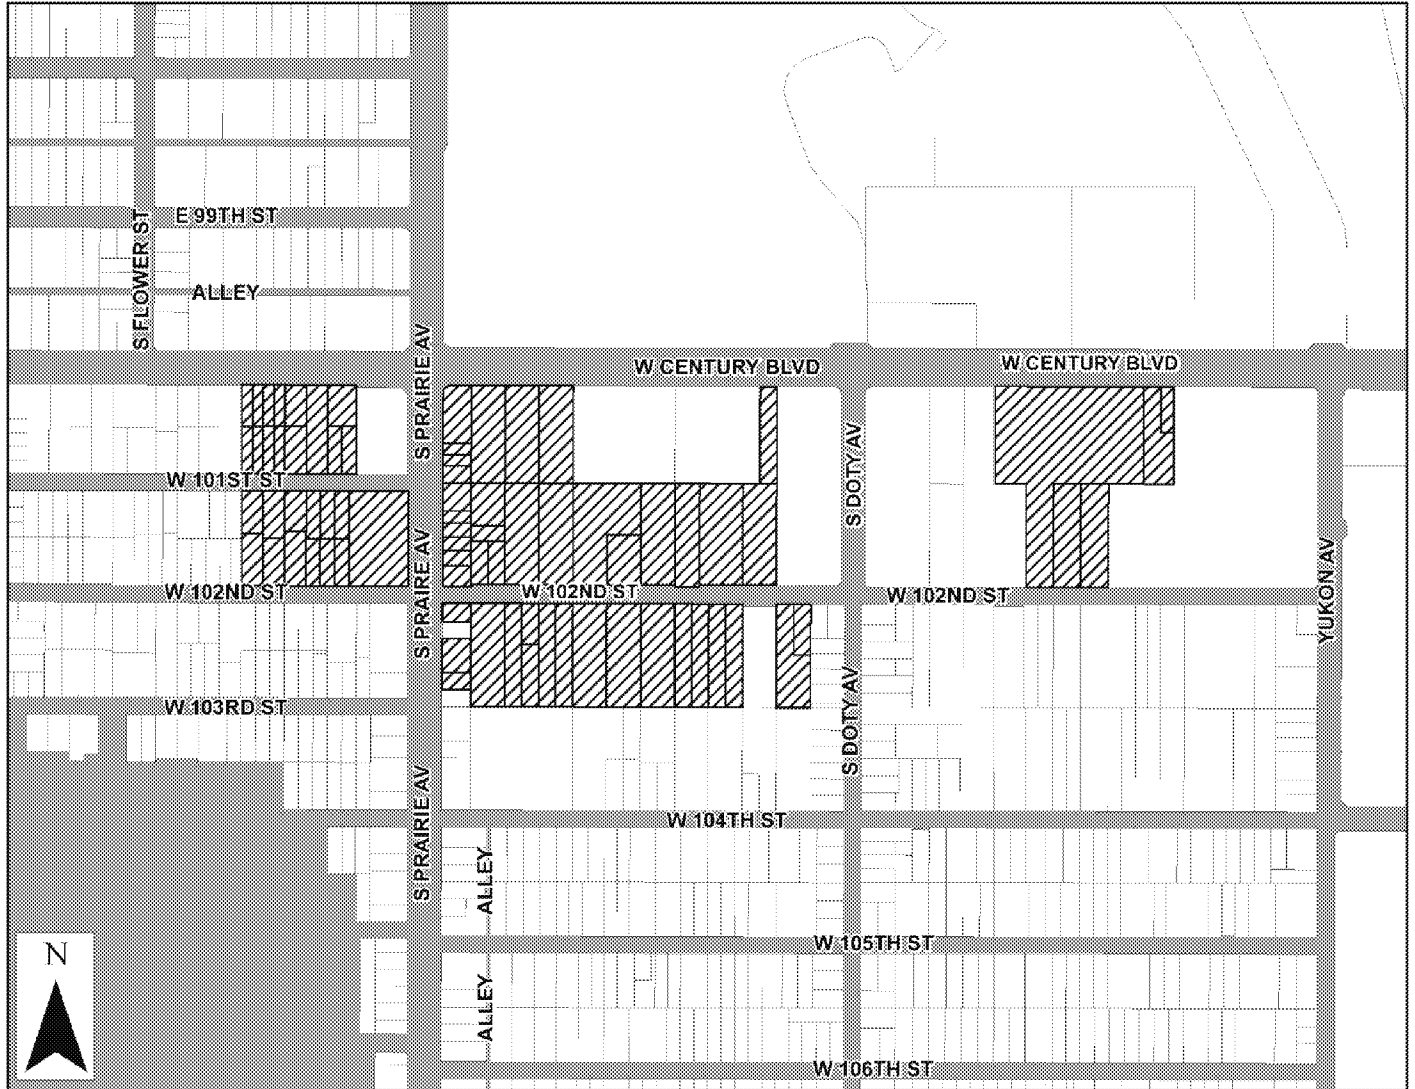 E 99TH ST
S FLOWER ST
ALLEY
S PRAIRIE AV
W CENTURY BLVD
W CENTURY BLVD
W 101ST ST
S PRAIRE AV
S DOTY AV
W 102ND ST
W 102ND ST
W 102ND ST
YUKON AV
W 103RD ST
S DOTY AV
S PRAIRIE AV
W 104TH ST
ALLEY
W 105TH ST
N
ALLEY
W 106TH ST